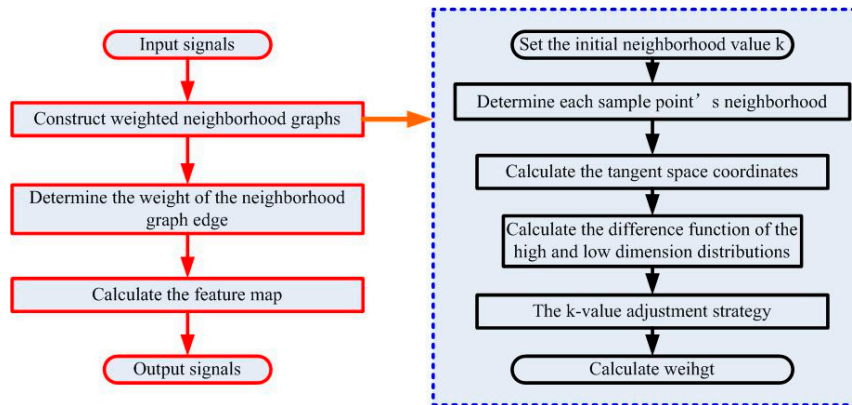 Input signals
Construct weighted neighborhood graphs
Determine the weight of the neighborhood
graph edge
Calculate the feature map
Output signals
Set the initial neighborhood value k
Determine each sample point’s neighborhood
Calculate the tangent space coordinates
Calculate the difference function of the
high and low dimension distributions
The k-value adjustment strategy
Calculate weihgt